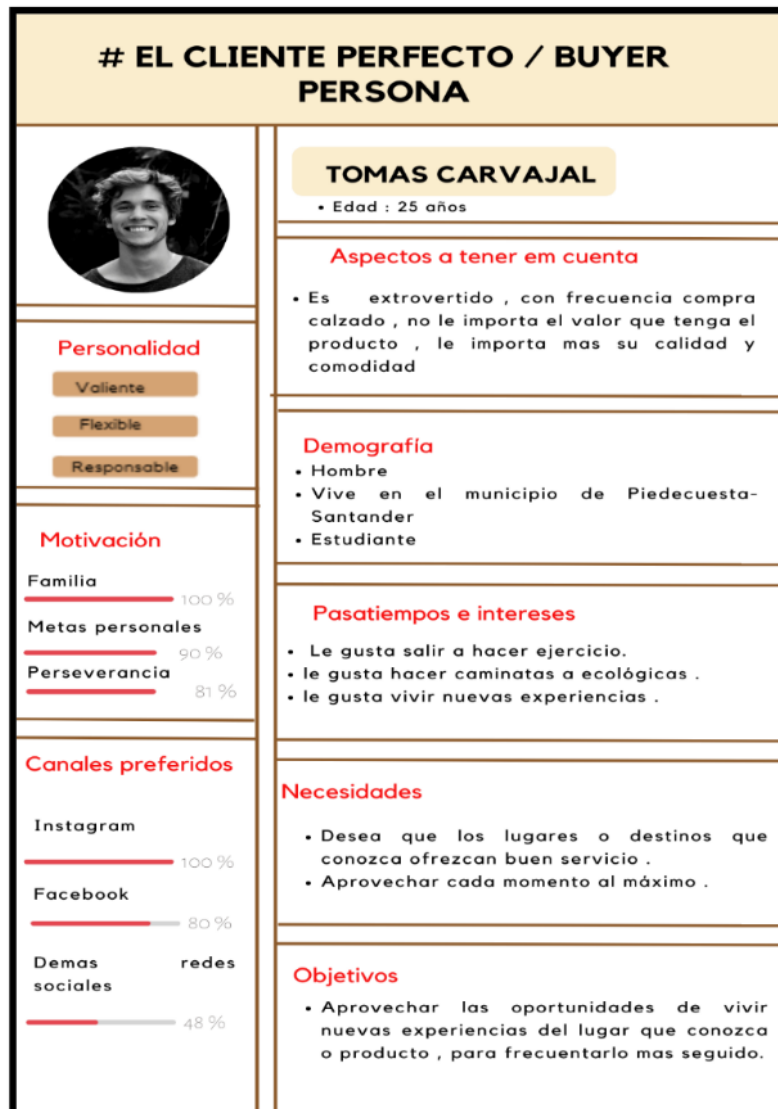 # EL CLIENTE PERFECTO / BUYER
PERSONA
TOMAS CARVAJAL
• Edad : 25 años
Aspectos a tener em cuenta
• Es extrovertido , con frecuencia compra
calzado , no le importa el valor que tenga el
producto , le importa mas su calidad y
comodidad
Personalidad
Valiente
Flexible
Responsable
Demografía
• Hombre
• Vive en el municipio de Piedecuesta-
Santander
• Estudiante
Motivación
Familia
100 %
Metas personales
90 %
Perseverancia
81 %
Pasatiempos e intereses
• Le gusta salir a hacer ejercicio.
• le gusta hacer caminatas a ecológicas .
• le gusta vivir nuevas experiencias .
Canales preferidos
Instagram
100 %
Facebook
80 %
Demas redes
sociales
48 %
Necesidades
• Desea que los lugares o destinos que
conozca ofrezcan buen servicio .
• Aprovechar cada momento al máximo .
Objetivos
• Aprovechar las oportunidades de vivir
nuevas experiencias del lugar que conozca
o producto , para frecuentarlo mas seguido.